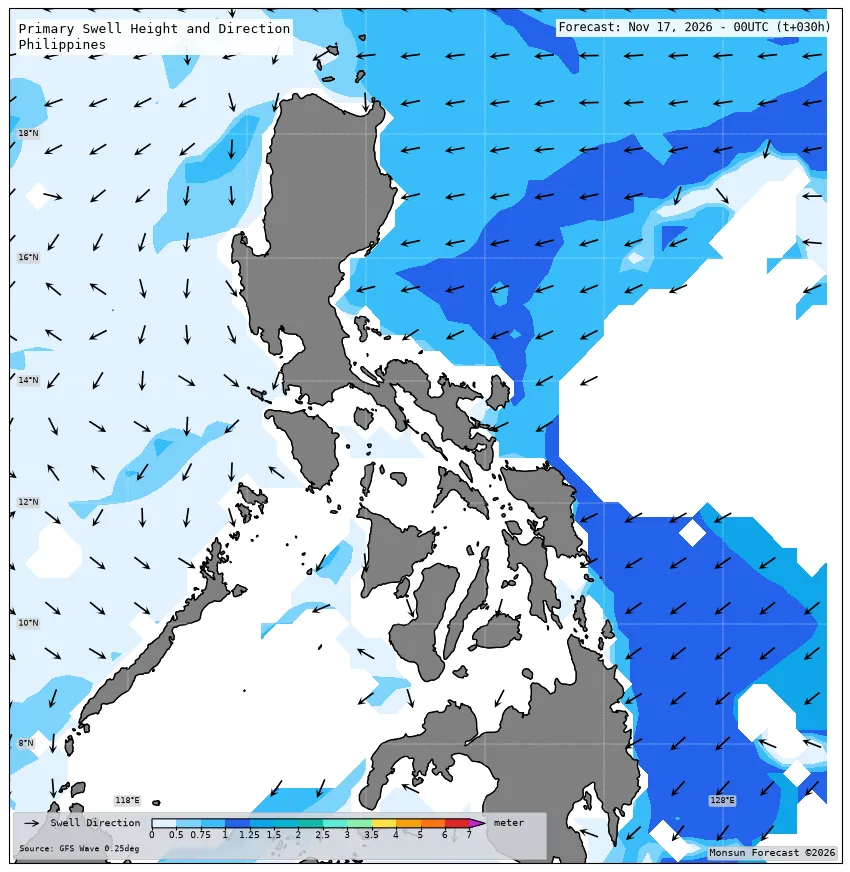 Primary Swell Height and Direction
Philippines
Forecast: Nov 17, 2026 - 00UTC (t+030h)
18°N
16°N
14°N
12°N
10°N
8°N
118°E
128°E
Swell Direction
0 0.5 0.75 1 1.25 1.5 2 2.5 3 3.5 4 5 6 7
meter
Source: GFS Wave 0.25deg
Monsun Forecast ©2026